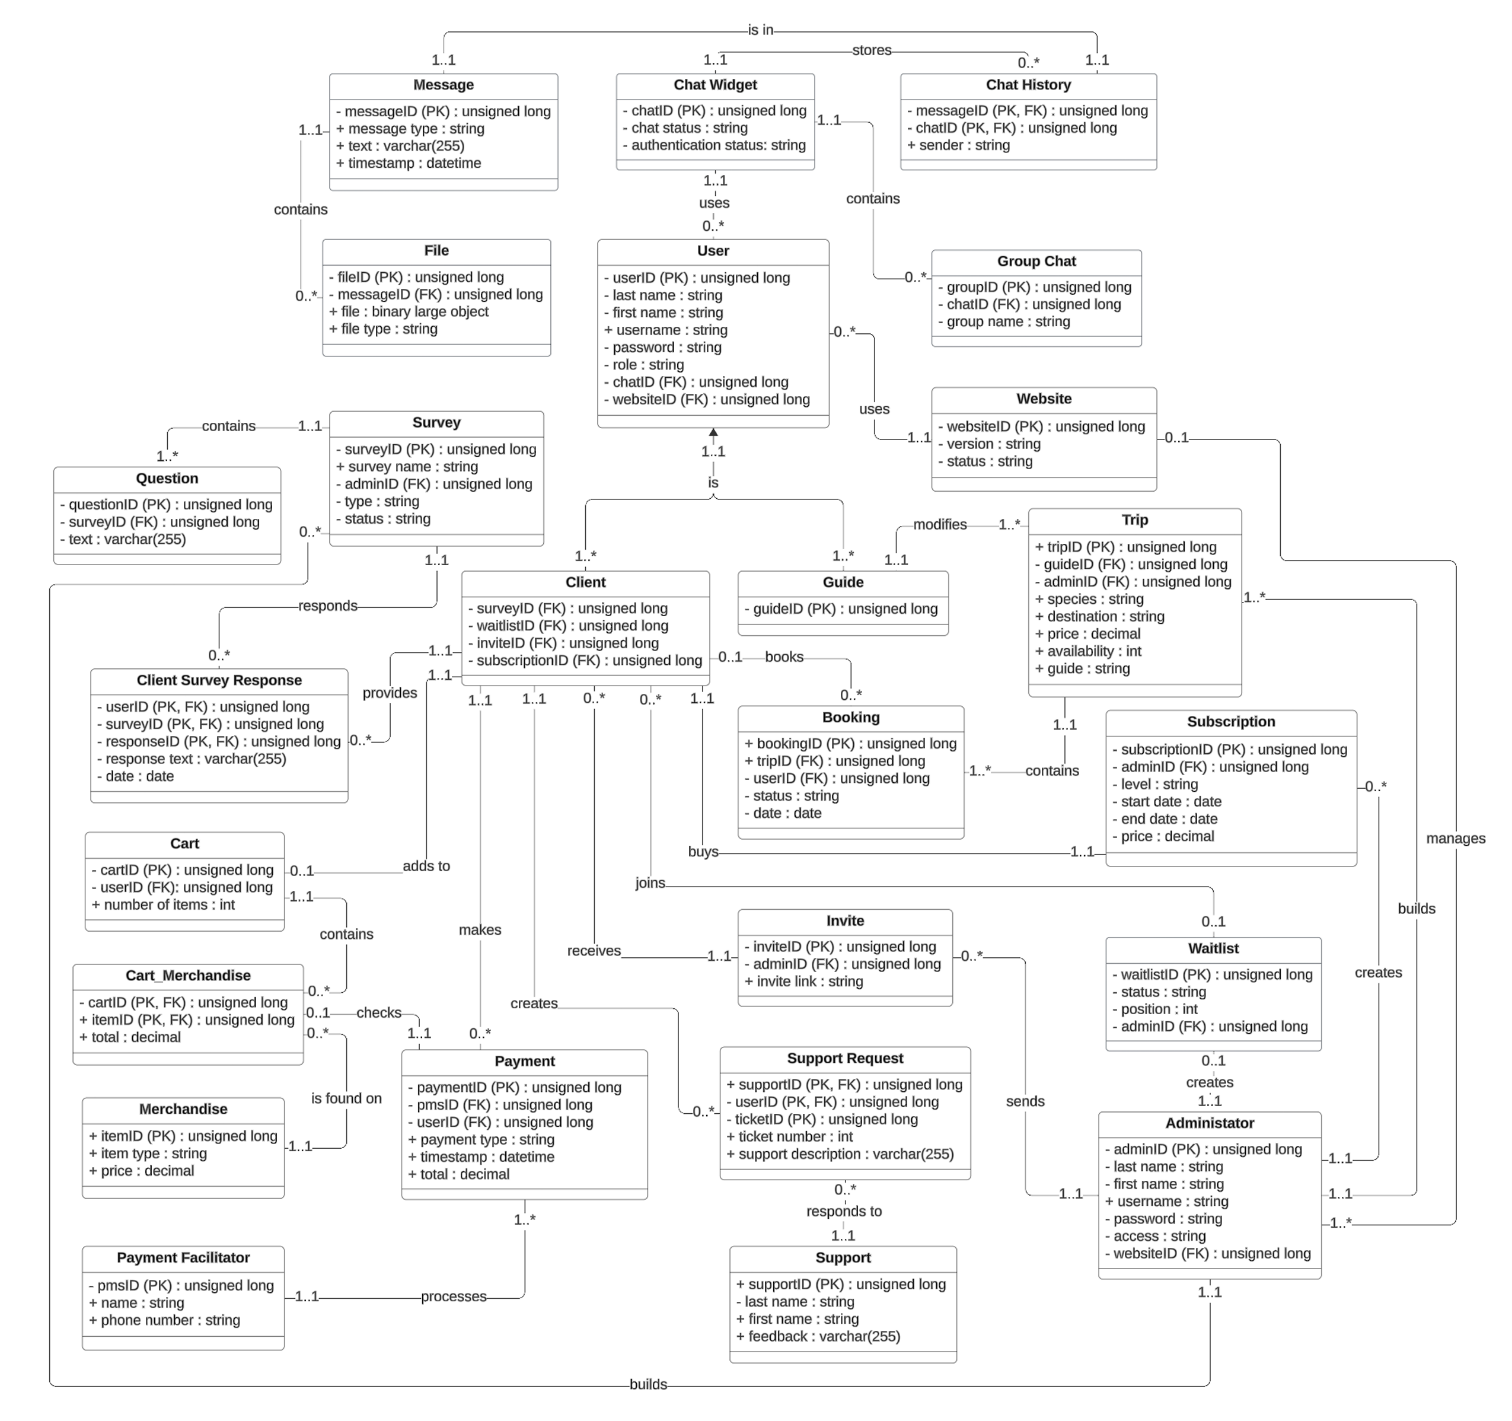 is in
stores
1..1
1..1
0..*
1..1
Message
- messageID (PK) : unsigned long
+ message type : string
+ text : varchar(255)
+ timestamp : datetime
Chat Widget
- chatID (PK) : unsigned long
- chat status : string
- authentication status: string
Chat History
- messageID (PK, FK) : unsigned long
- chatID (PK, FK) : unsigned long
+ sender : string
1..1
1..1
1..1
uses
0..*
contains
contains
0..*
0..*
File
- fileID (PK) : unsigned long
- messageID (FK) : unsigned long
+ file : binary large object
+ file type : string
User
- userID (PK) : unsigned long
- last name : string
- first name : string
+ username : string
- password : string
- role : string
- chatID (FK) : unsigned long
- websiteID (FK) : unsigned long
Group Chat
- groupID (PK) : unsigned long
- chatID (FK) : unsigned long
- group name : string
0..*
uses
1..1
Website
- websiteID (PK) : unsigned long
- version : string
- status : string
0..1
contains
1..1
1..*
Survey
- surveyID (PK) : unsigned long
+ survey name : string
- adminID (FK) : unsigned long
- type : string
- status : string
Question
- questionID (PK) : unsigned long
- surveyID (FK) : unsigned long
- text : varchar(255)
0..*
1..1
responds
0..*
1..1
is
1..*
1..*
modifies
1..*
1..1
Trip
+ tripID (PK) : unsigned long
- guideID (FK) : unsigned long
- adminID (FK) : unsigned long
+ species : string
+ destination : string
+ price : decimal
+ availability : int
+ guide : string
1..*
1..1
Client
- surveyID (FK) : unsigned long
- waitlistID (FK) : unsigned long
- inviteID (FK) : unsigned long
- subscriptionID (FK) : unsigned long
Guide
- guideID (PK) : unsigned long
1..1
1..1
0..1
books
0..*
provides
0..*
1..1
1..1
0..*
0..*
1..1
Client Survey Response
- userID (PK, FK) : unsigned long
- surveyID (PK, FK) : unsigned long
- responseID (PK, FK) : unsigned long
- response text : varchar(255)
- date : date
Booking
+ bookingID (PK) : unsigned long
+ tripID (FK) : unsigned long
- userID (FK) : unsigned long
- status : string
- date : date
1..*
contains
Subscription
- subscriptionID (PK) : unsigned long
- adminID (FK) : unsigned long
- level : string
- start date : date
- end date : date
- price : decimal
0..*
manages
buys
1..1
Cart
- cartID (PK) : unsigned long
- userID (FK): unsigned long
+ number of items : int
0..1
adds to
1..1
contains
0..*
joins
0..1
builds
makes
receives
1..1
creates
creates
Invite
- inviteID (PK) : unsigned long
- adminID (FK) : unsigned long
+ invite link : string
0..*
Waitlist
- waitlistID (PK) : unsigned long
- status : string
- position : int
- adminID (FK) : unsigned long
0..1
creates
1..1
Cart_Merchandise
- cartID (PK, FK) : unsigned long
+ itemID (PK, FK) : unsigned long
+ total : decimal
0..1
checks
1..1
0..*
0..*
is found on
1..1
Merchandise
+ itemID (PK) : unsigned long
+ item type : string
+ price : decimal
Payment
- paymentID (PK) : unsigned long
- pmsID (FK) : unsigned long
- userID (FK) : unsigned long
+ payment type : string
+ timestamp : datetime
+ total : decimal
0..*
Support Request
+ supportID (PK, FK) : unsigned long
- userID (PK, FK) : unsigned long
- ticketID (PK) : unsigned long
+ ticket number : int
+ support description : varchar(255)
sends
1..1
Administator
- adminID (PK) : unsigned long
- last name : string
- first name : string
+ username : string
- password : string
- access : string
- websiteID (FK) : unsigned long
1..1
1..1
1..*
1..1
0..*
responds to
1..1
1..*
processes
1..1
Payment Facilitator
- pmsID (PK) : unsigned long
+ name : string
+ phone number : string
Support
+ supportID (PK) : unsigned long
- last name : string
+ first name : string
+ feedback : varchar(255)
builds